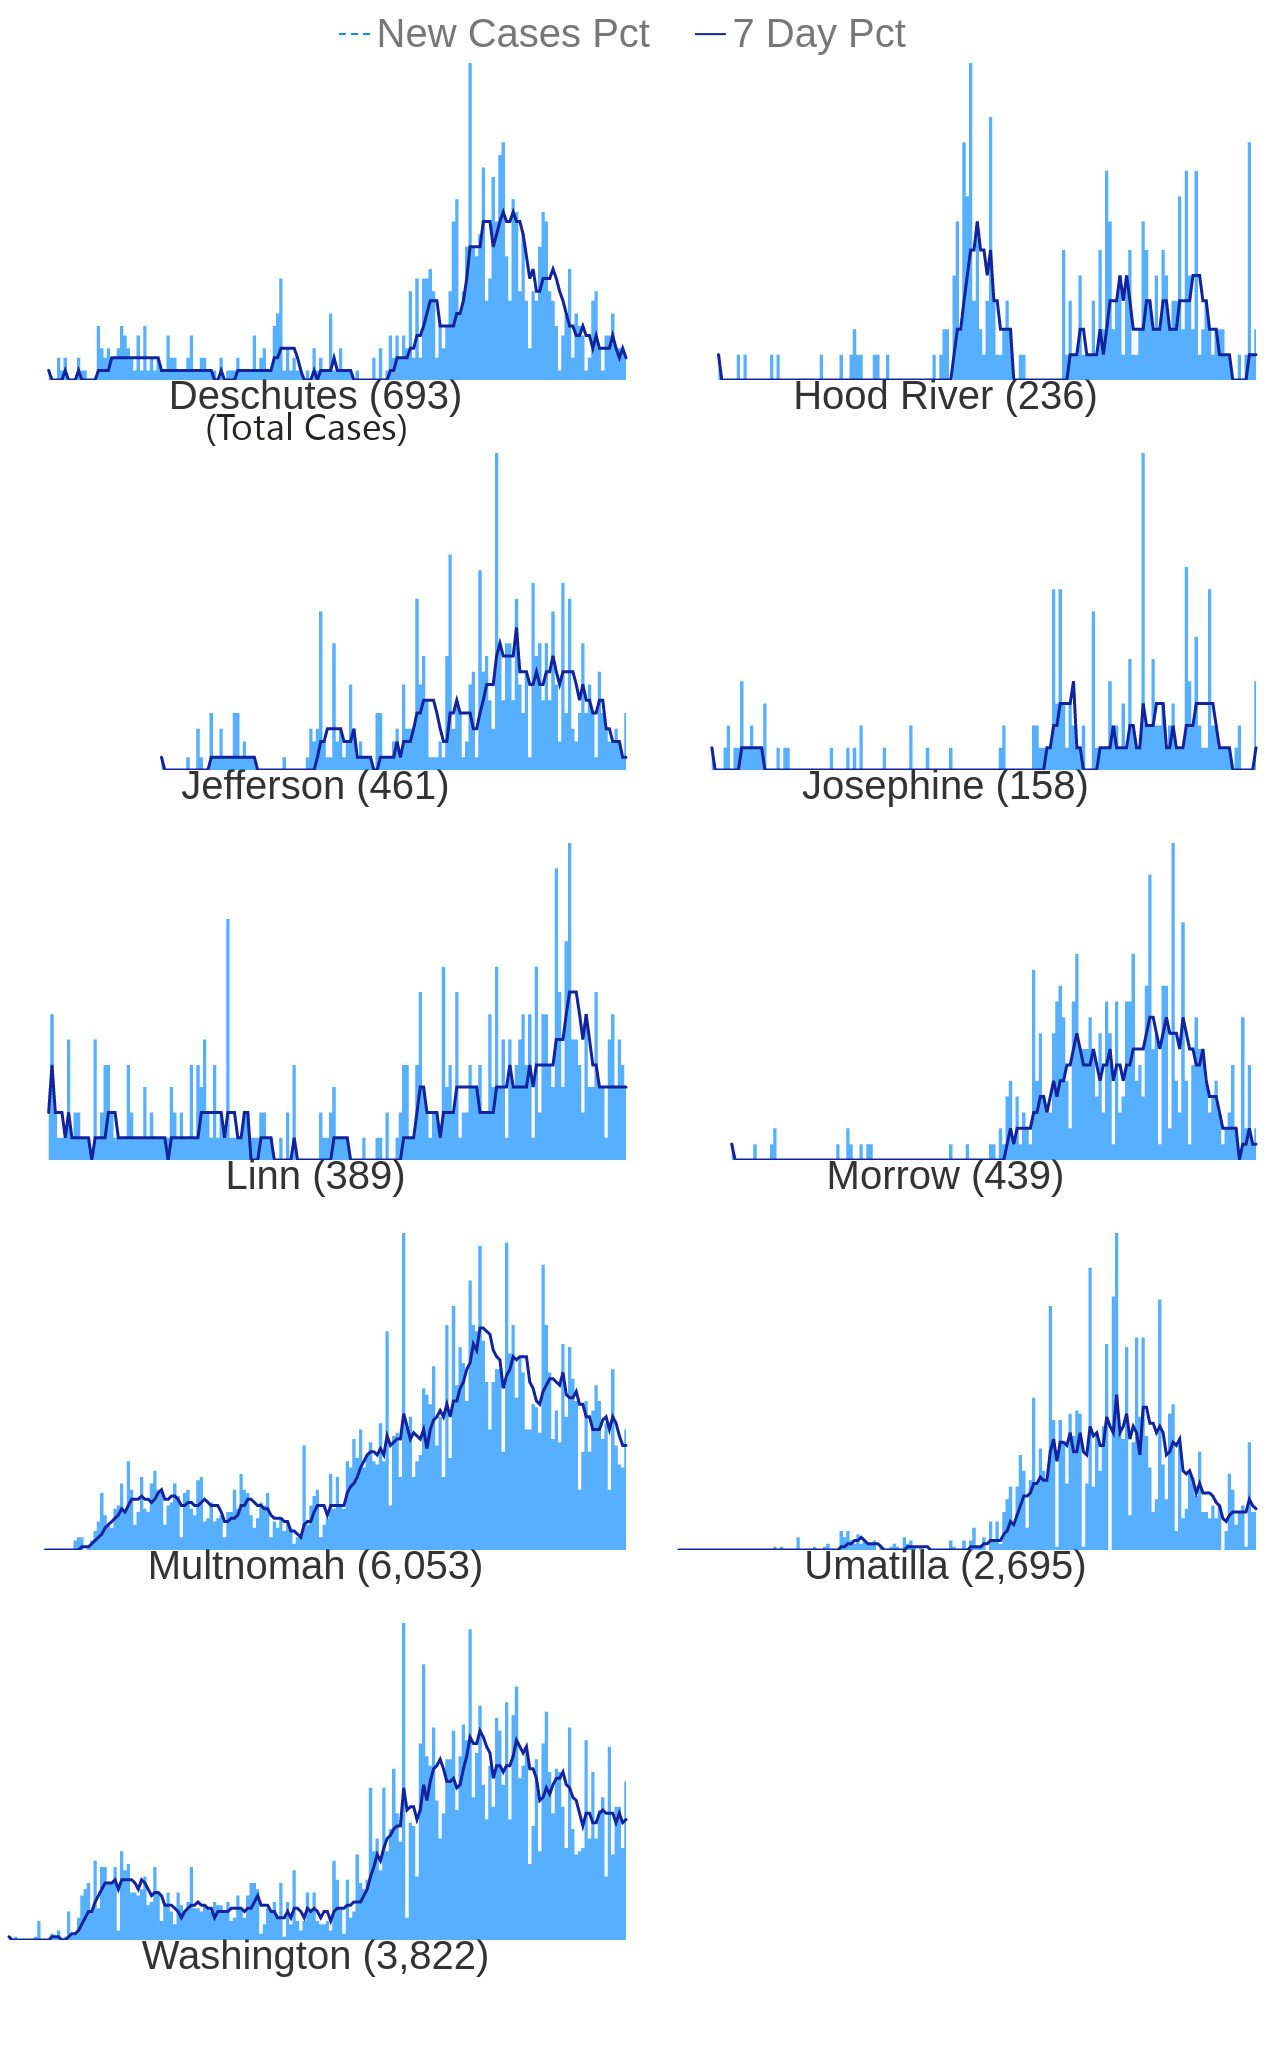 New Cases Pct 7 Day Pct
Deschutes (693) Hood River (236)
(Total Cases)
Jefferson (461) Josephine (158)
Linn (389) Morrow (439)
Multnomah (6,053) Umatilla (2,695)
Washington (3,822)